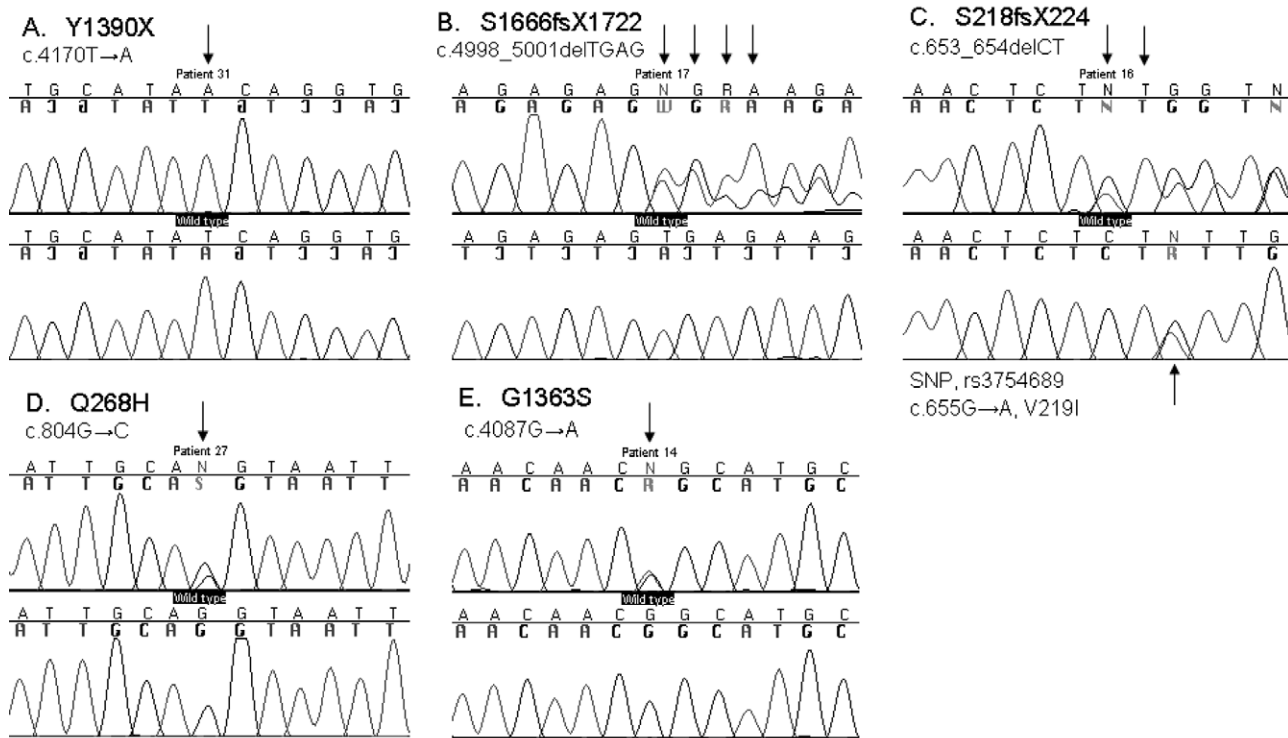 A. Y1390X
c.4170T→A
Patient 31
T G C A T A A C A G G T G
A C G T A T T G T C C A C
Wild type
T G C A T A T C A G G T G
A C G T A T A G T C C A C
B. S1666fsX1722
c.4998_5001delTGAG
Patient 17
A G A G A G N G R A A G A
A G A G A G W G R A A G A
Wild type
A G A G A G T G A G A A G
T C T C T C A C T C T T C
C. S218fsX224
c.653_654delCT
Patient 16
A A C T C T N T G G T N
A A C T C T N T G G T N
Wild type
A A C T C T C T N T T G
A A C T C T C T R T T G
SNP, rs3754689
c.655G→A, V219I
D. Q268H
c.804G→C
Patient 27
A T T G C A N G T A A T T
A T T G C A S G T A A T T
Wild type
A T T G C A G G T A A T T
A T T G C A G G T A A T T
E. G1363S
c.4087G→A
Patient 14
A A C A A C N G C A T G C
A A C A A C R G C A T G C
Wild type
A A C A A C G G C A T G C
A A C A A C G G C A T G C